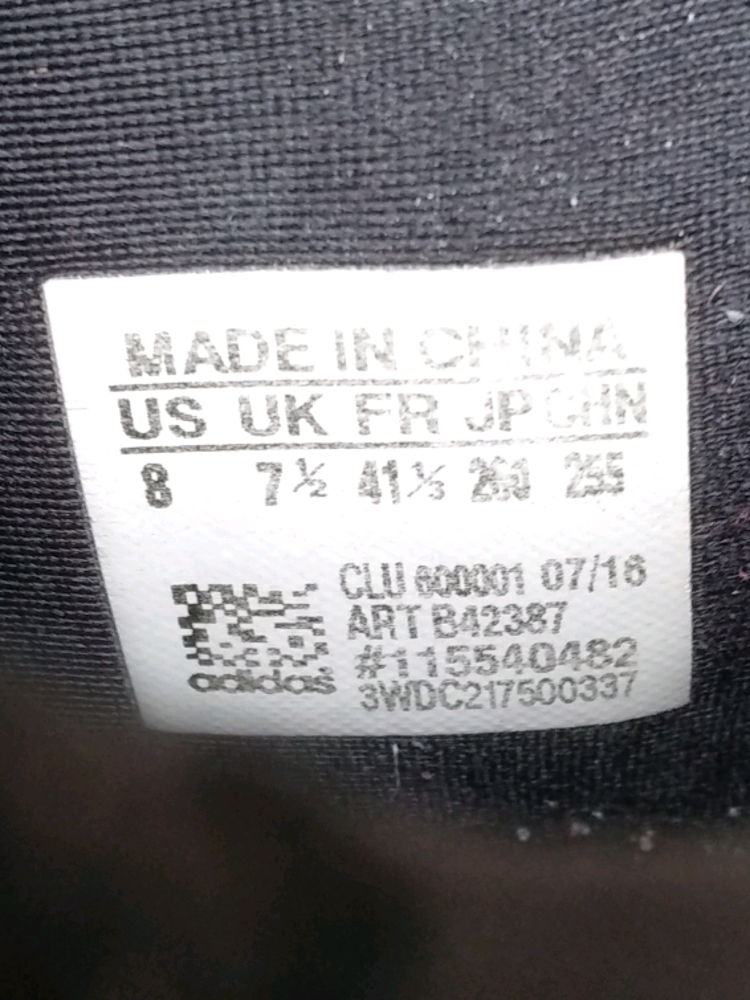 MADE IN CHINA
US UK FR JP CHN
8 7½ 41⅓ 260 255
CLU 600001 07/16
ART B42387
#115540482
adidas
3WDC217500337